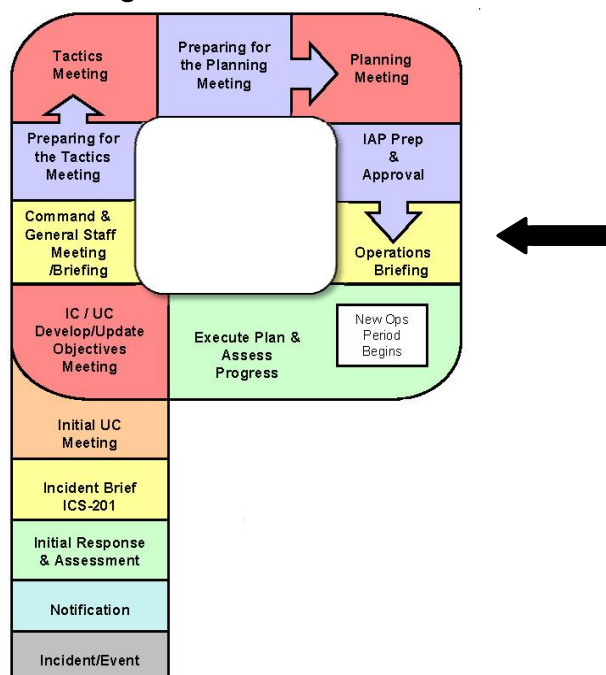 Tactics
Meeting
Preparing for
the Planning
Meeting
Planning
Meeting
Preparing for
the Tactics
Meeting
IAP Prep
&
Approval
Command &
General Staff
Meeting
/Briefing
Operations
Briefing
IC / UC
Develop/Update
Objectives
Meeting
Execute Plan &
Assess
Progress
New Ops
Period
Begins
Initial UC
Meeting
Incident Brief
ICS-201
Initial Response
& Assessment
Notification
Incident/Event